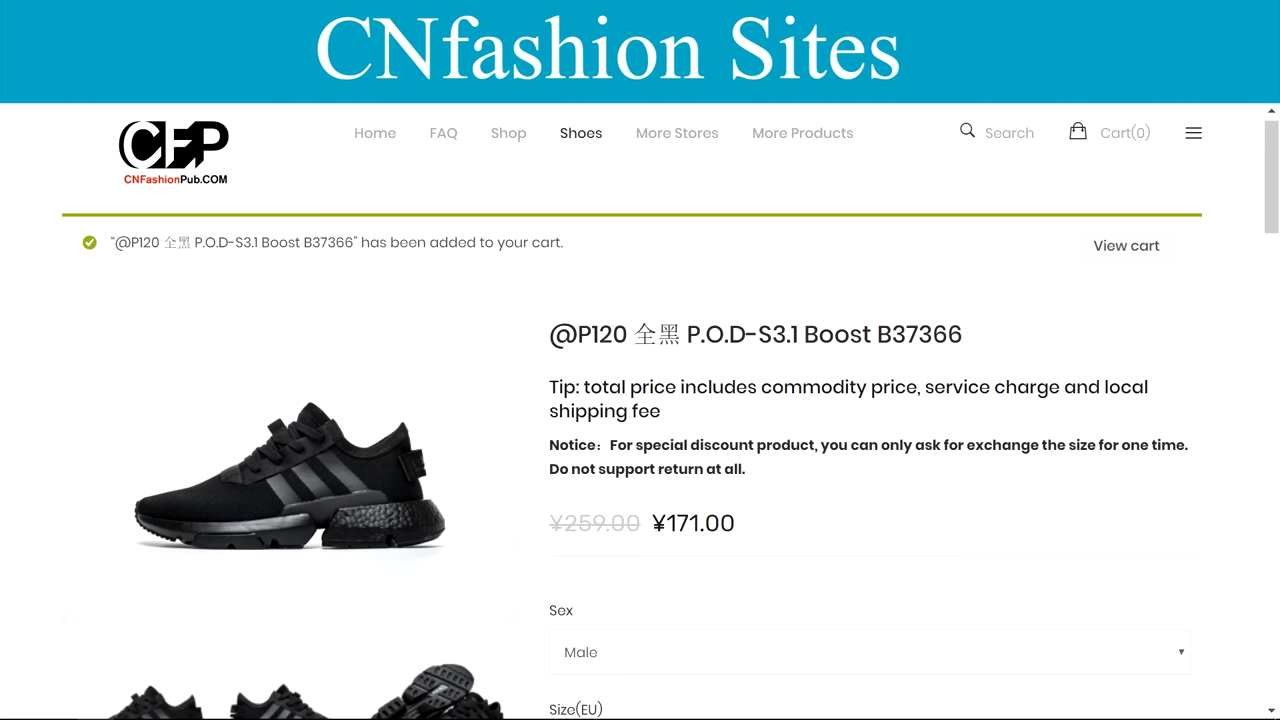 CNfashion Sites
CFP
CNFashionPub.COM
Home FAQ Shop Shoes More Stores More Products Search Cart(0)
“@P120 全黑 P.O.D-S3.1 Boost B37366” has been added to your cart.
View cart
@P120 全黑 P.O.D-S3.1 Boost B37366
Tip: total price includes commodity price, service charge and local
shipping fee
Notice：For special discount product, you can only ask for exchange the size for one time.
Do not support return at all.
¥259.00 ¥171.00
Sex
Male
Size(EU)